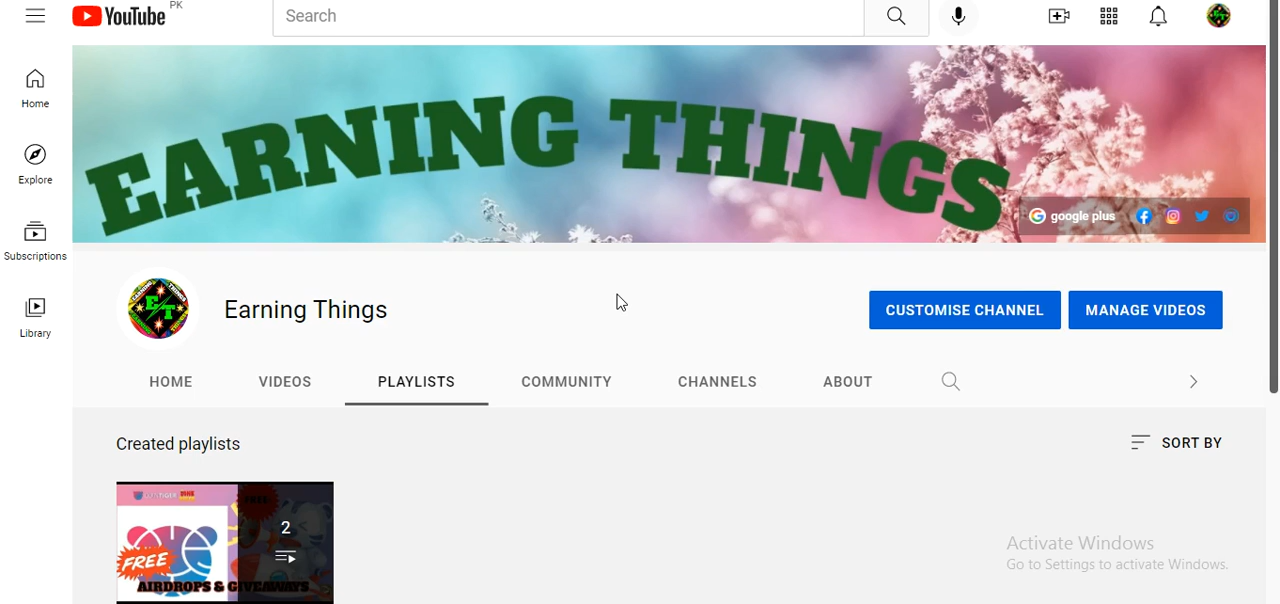 YouTube PK
Search
Home
Explore
Subscriptions
Library
EARNING THINGS
google plus
Earning Things
CUSTOMISE CHANNEL
MANAGE VIDEOS
HOME VIDEOS PLAYLISTS COMMUNITY CHANNELS ABOUT
Created playlists
SORT BY
FREE
2
FREE
AIRDROPS & GIVEAWAYS
Activate Windows
Go to Settings to activate Windows.